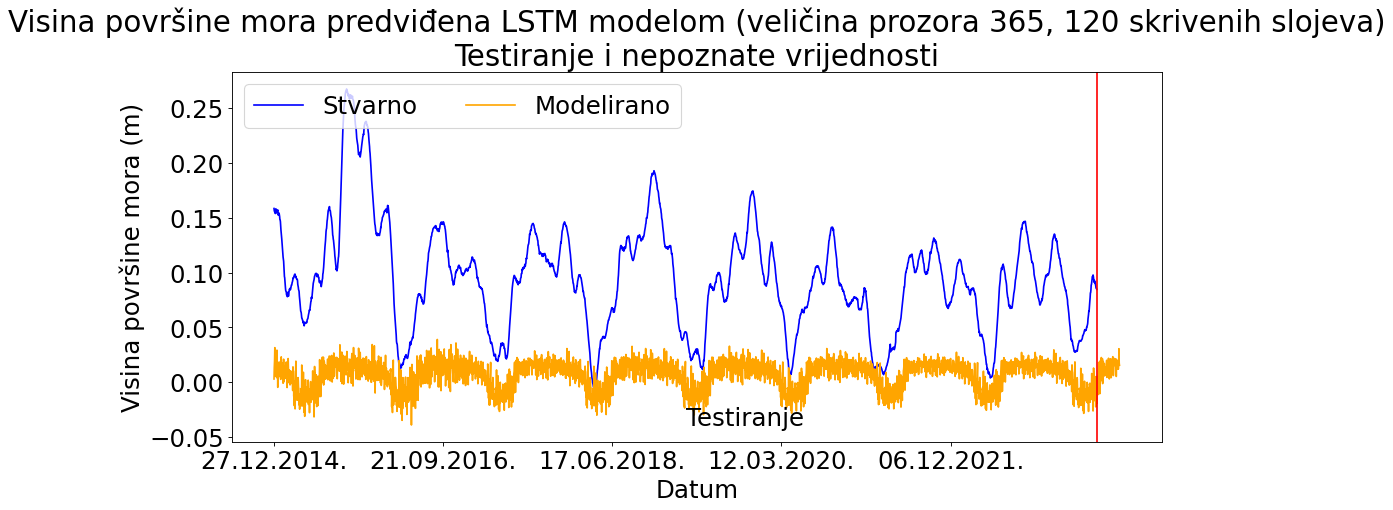 Visina površine mora predviđena LSTM modelom (veličina prozora 365, 120 skrivenih slojeva)
Testiranje i nepoznate vrijednosti
Stvarno Modelirano
Visina površine mora (m)
0.25
0.20
0.15
0.10
0.05
0.00
−0.05
Testiranje
27.12.2014. 21.09.2016. 17.06.2018. 12.03.2020. 06.12.2021.
Datum